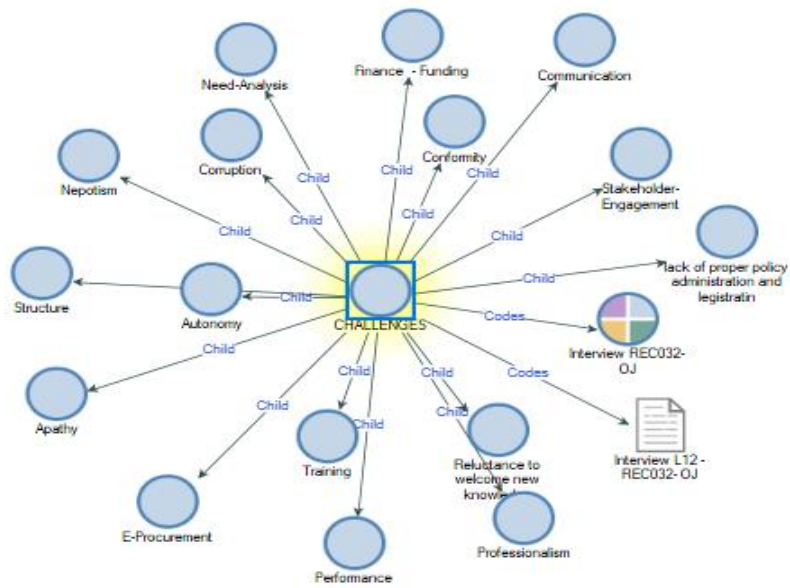 Finance - Funding
Communication
Need-Analysis
Conformity
Corruption
Child
Child
Child
Nepotism
Child
Child
Stakeholder-
Engagement
Child
Child
lack of proper policy
administration and
legistratin
Child
Structure
Autonomy
Child
CHALLENGES
Codes
Interview REC032-
OJ
Child
Child
Child
Codes
Apathy
Child
Child
Child
Training
Reluctance to
welcome new
Interview L12 -
REC032- OJ
E-Procurement
Professionalism
Performance